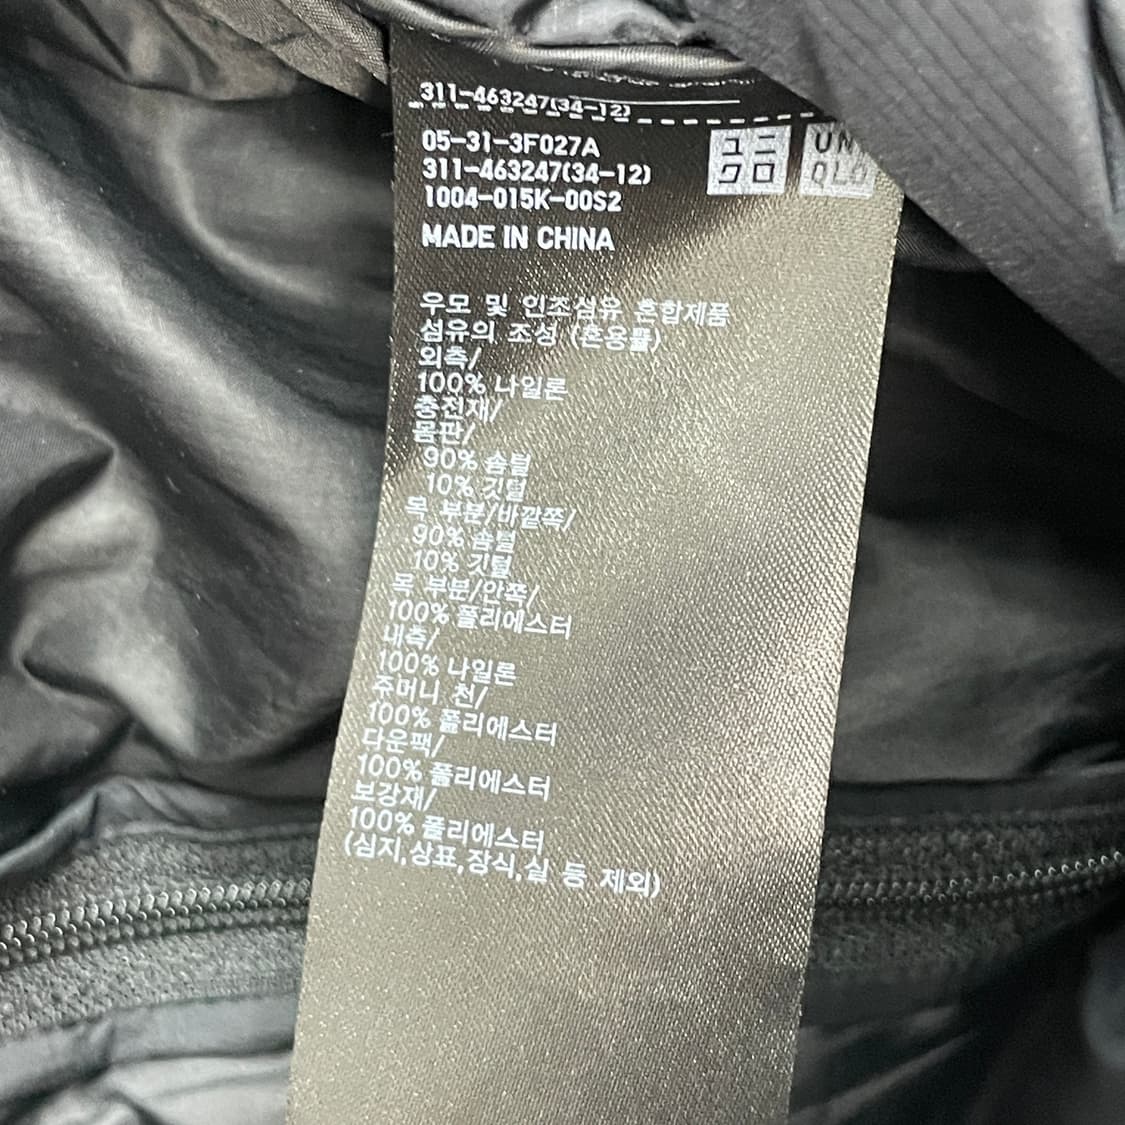 311-463247(34-12)
05-31-3F027A
311-463247(34-12)
1004-015K-00S2
MADE IN CHINA
ユニ
クロ
UNI
QLO
우모 및 인조섬유 혼합제품
섬유의 조성 (혼용률)
외측/
100% 나일론
충전재/
몸판/
90% 솜털
10% 깃털
목 부분/바깥쪽/
90% 솜털
10% 깃털
목 부분/안쪽/
100% 폴리에스터
내측/
100% 나일론
주머니 천/
100% 폴리에스터
다운팩/
100% 폴리에스터
보강재/
100% 폴리에스터
(심지,상표,장식,실 등 제외)